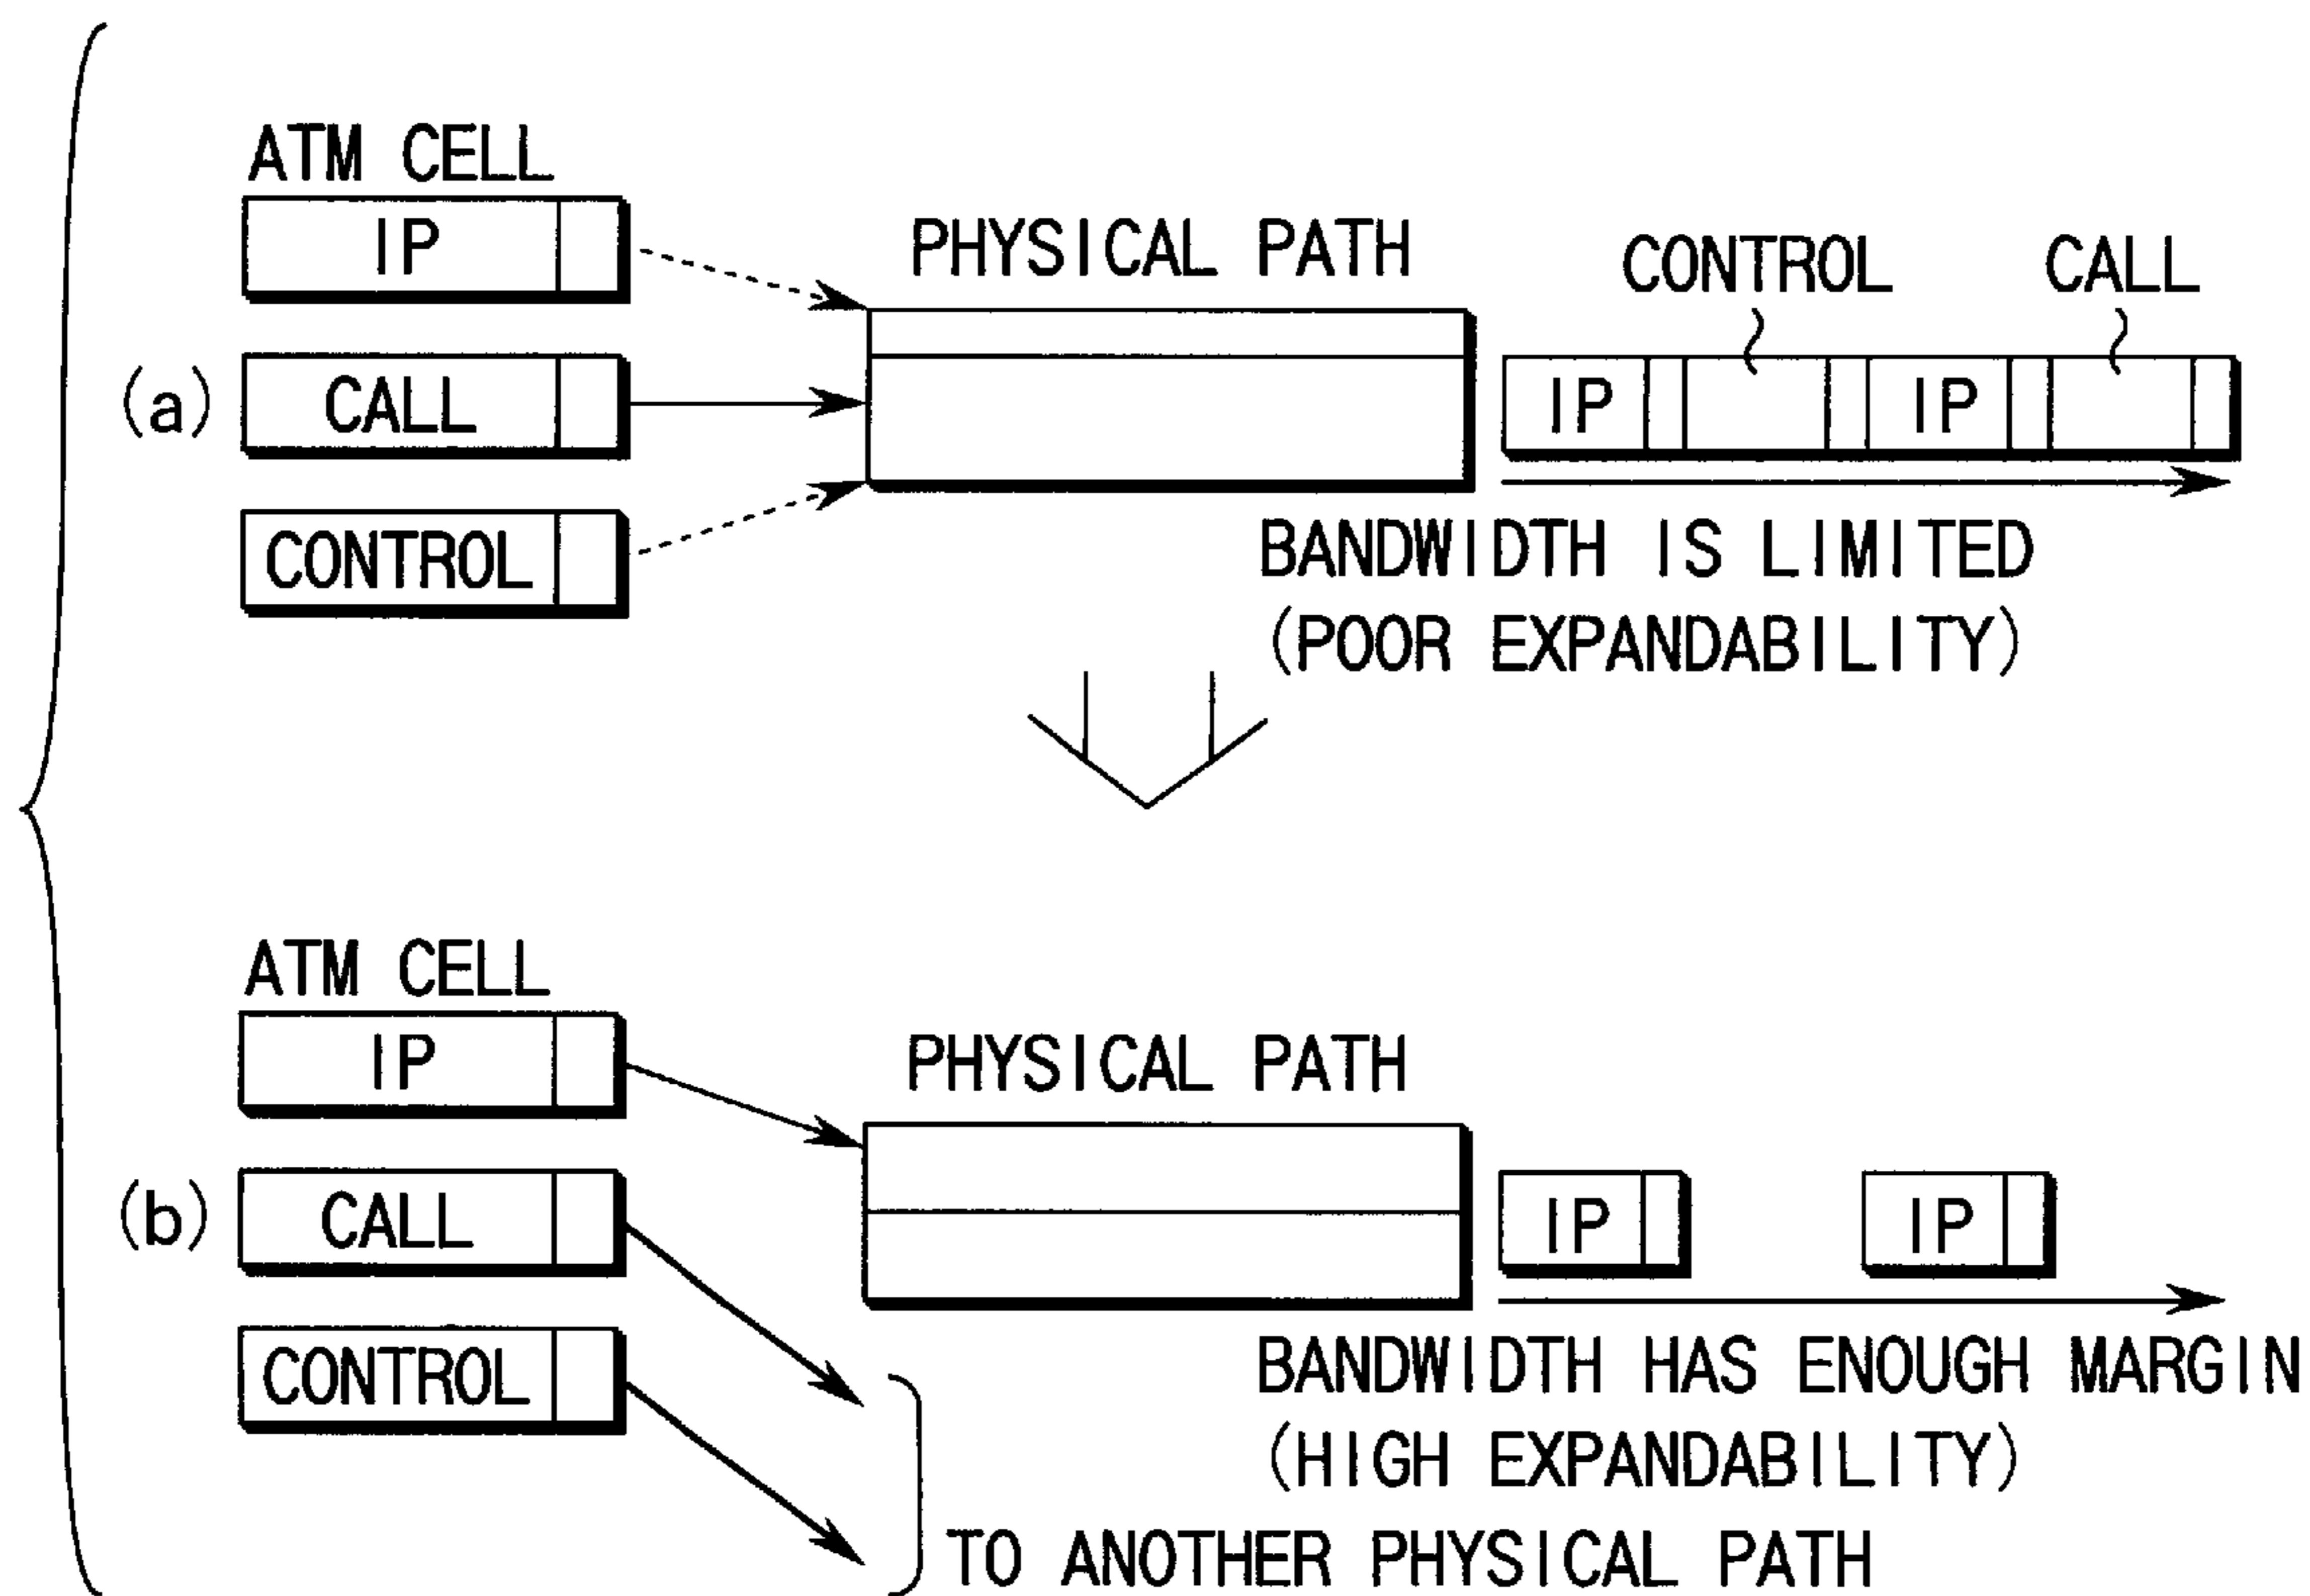 ATM CELL
IP
PHYSICAL PATH
CONTROL
CALL
(a)
CALL
IP
IP
CONTROL
BANDWIDTH IS LIMITED
(POOR EXPANDABILITY)
ATM CELL
IP
PHYSICAL PATH
(b)
CALL
IP
IP
CONTROL
BANDWIDTH HAS ENOUGH MARGIN
(HIGH EXPANDABILITY)
TO ANOTHER PHYSICAL PATH